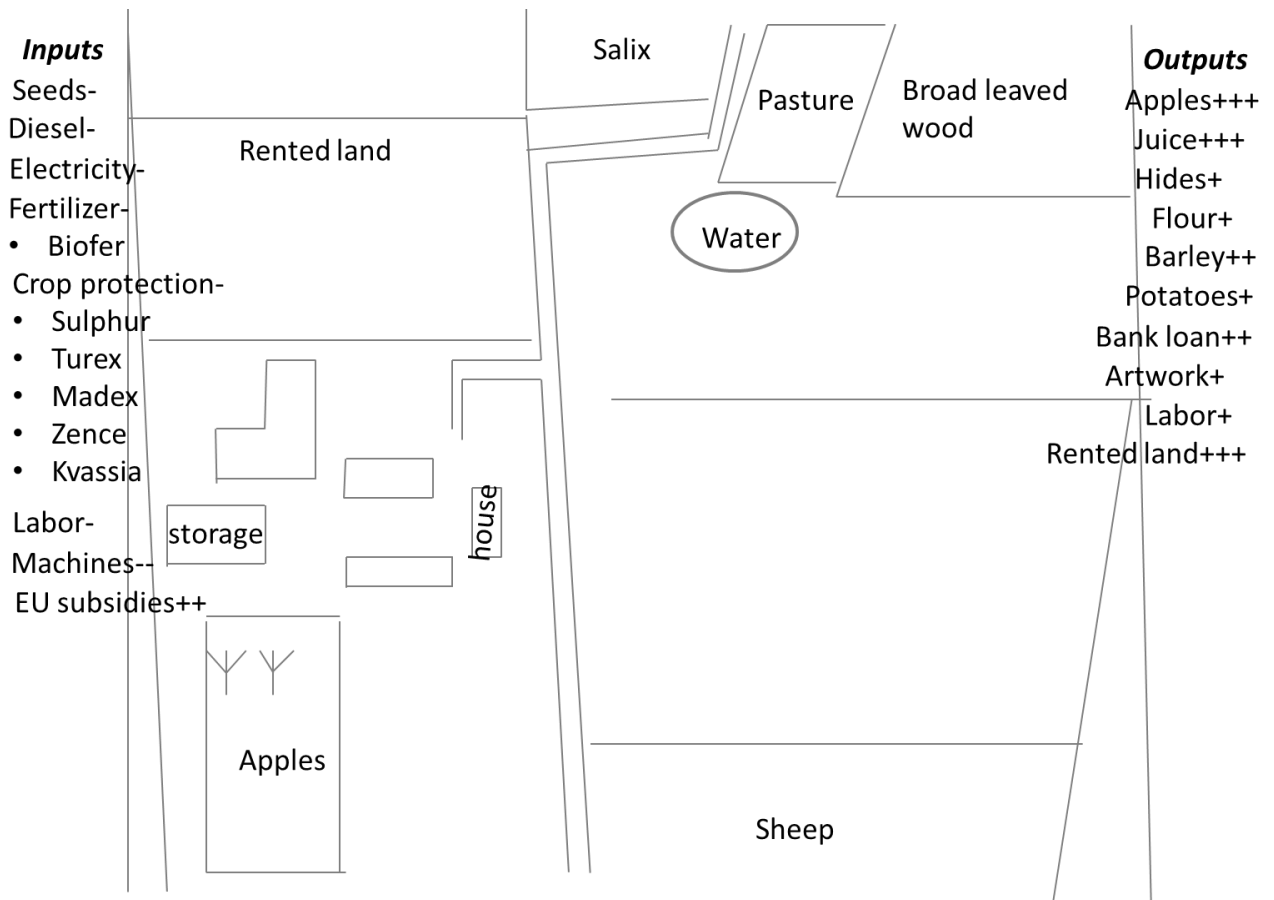 Inputs
Seeds-
Diesel-
Electricity-
Fertilizer-
• Biofer
Crop protection-
• Sulphur
• Turex
• Madex
• Zence
• Kvassia
Labor-
Machines--
EU subsidies++
Salix
Rented land
Pasture
Broad leaved
wood
Water
storage
house
Apples
Sheep
Outputs
Apples+++
Juice+++
Hides+
Flour+
Barley++
Potatoes+
Bank loan++
Artwork+
Labor+
Rented land+++